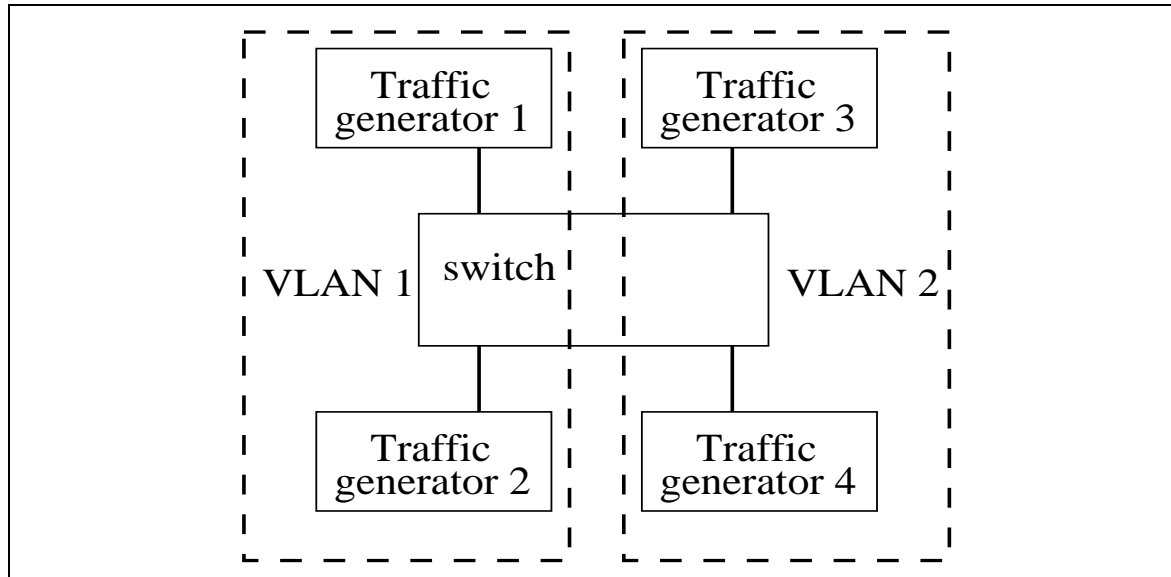 Traffic
generator 1
Traffic
generator 3
VLAN 1
switch
VLAN 2
Traffic
generator 2
Traffic
generator 4